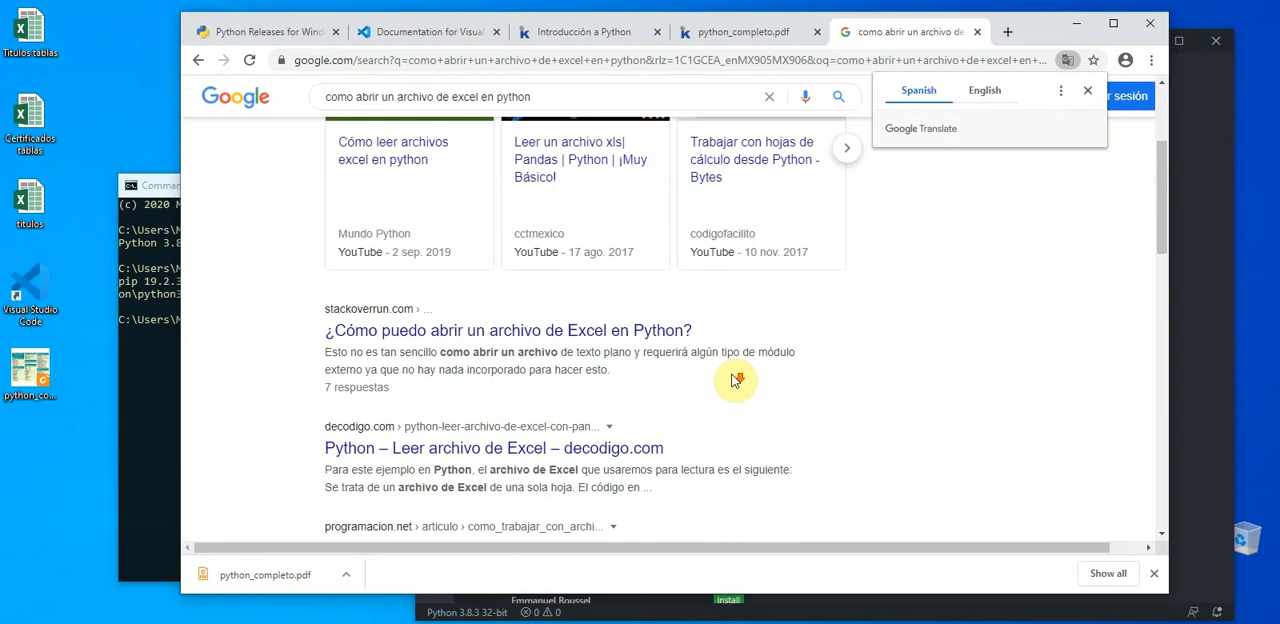 Titulos tablas
Certificados
tablas
titulos
Visual Studio
Code
python_co...
Python Releases for Wind
Documentation for Visual
Introducción a Python
python_completo.pdf
como abrir un archivo de
google.com/search?q=como+abrir+un+archivo+de+excel+en+python&rlz=1C1GCEA_enMX905MX906&oq=como+abrir+un+archivo+de+excel+en+...
Google
como abrir un archivo de excel en python
Spanish
English
Google Translate
r sesión
Cómo leer archivos
excel en python
Mundo Python
YouTube - 2 sep. 2019
Leer un archivo xls|
Pandas | Python | ¡Muy
Básico!
cctmexico
YouTube - 17 ago. 2017
Trabajar con hojas de
cálculo desde Python -
Bytes
codigofacilito
YouTube - 10 nov. 2017
stackoverrun.com › ...
¿Cómo puedo abrir un archivo de Excel en Python?
Esto no es tan sencillo como abrir un archivo de texto plano y requerirá algún tipo de módulo
externo ya que no hay nada incorporado para hacer esto.
7 respuestas
decodigo.com › python-leer-archivo-de-excel-con-pan...
Python – Leer archivo de Excel – decodigo.com
Para este ejemplo en Python, el archivo de Excel que usaremos para lectura es el siguiente:
Se trata de un archivo de Excel de una sola hoja. El código en ...
programacion.net › articulo › como_trabajar_con_archi...
python_completo.pdf
Show all
Comman
(c) 2020 M
C:\Users\M
Python 3.8
C:\Users\M
pip 19.2.3
on\python3
C:\Users\M
Emmanuel Roussel
Install
Python 3.8.3 32-bit
0
0